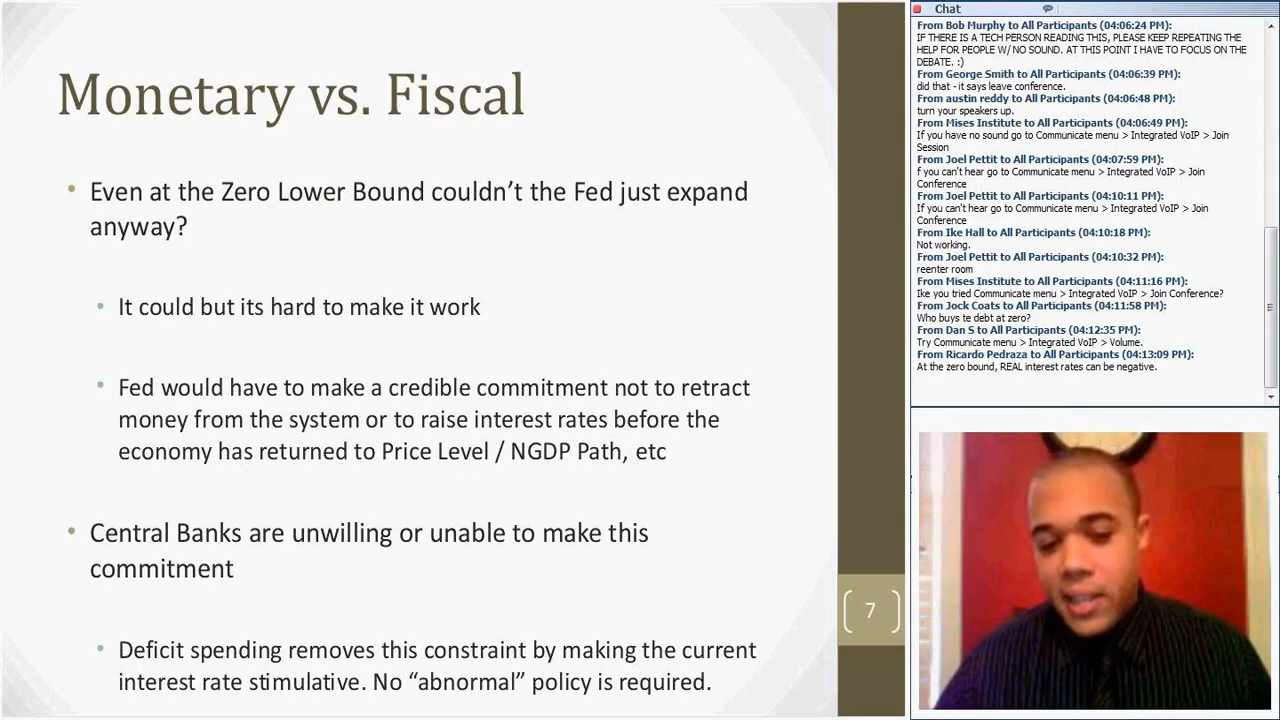 Monetary vs. Fiscal
Even at the Zero Lower Bound couldn’t the Fed just expand
anyway?
It could but its hard to make it work
Fed would have to make a credible commitment not to retract
money from the system or to raise interest rates before the
economy has returned to Price Level / NGDP Path, etc
Central Banks are unwilling or unable to make this
commitment
Deficit spending removes this constraint by making the current
interest rate stimulative. No “abnormal” policy is required.
7
Chat
From Bob Murphy to All Participants (04:06:24 PM):
IF THERE IS A TECH PERSON READING THIS, PLEASE KEEP REPEATING THE
HELP FOR PEOPLE W/ NO SOUND. AT THIS POINT I HAVE TO FOCUS ON THE
DEBATE. :)
From George Smith to All Participants (04:06:39 PM):
did that - it says leave conference.
From austin reddy to All Participants (04:06:48 PM):
turn your speakers up.
From Mises Institute to All Participants (04:06:49 PM):
If you have no sound go to Communicate menu > Integrated VoIP > Join
Session
From Joel Pettit to All Participants (04:07:59 PM):
f you can't hear go to Communicate menu > Integrated VoIP > Join
Conference
From Joel Pettit to All Participants (04:10:11 PM):
If you can't hear go to Communicate menu > Integrated VoIP > Join
Conference
From Ike Hall to All Participants (04:10:18 PM):
Not working.
From Joel Pettit to All Participants (04:10:32 PM):
reenter room
From Mises Institute to All Participants (04:11:16 PM):
Ike you tried Communicate menu > Integrated VoIP > Join Conference?
From Jock Coats to All Participants (04:11:58 PM):
Who buys te debt at zero?
From Dan S to All Participants (04:12:35 PM):
Try Communicate menu > Integrated VoIP > Volume.
From Ricardo Pedraza to All Participants (04:13:09 PM):
At the zero bound, REAL interest rates can be negative.